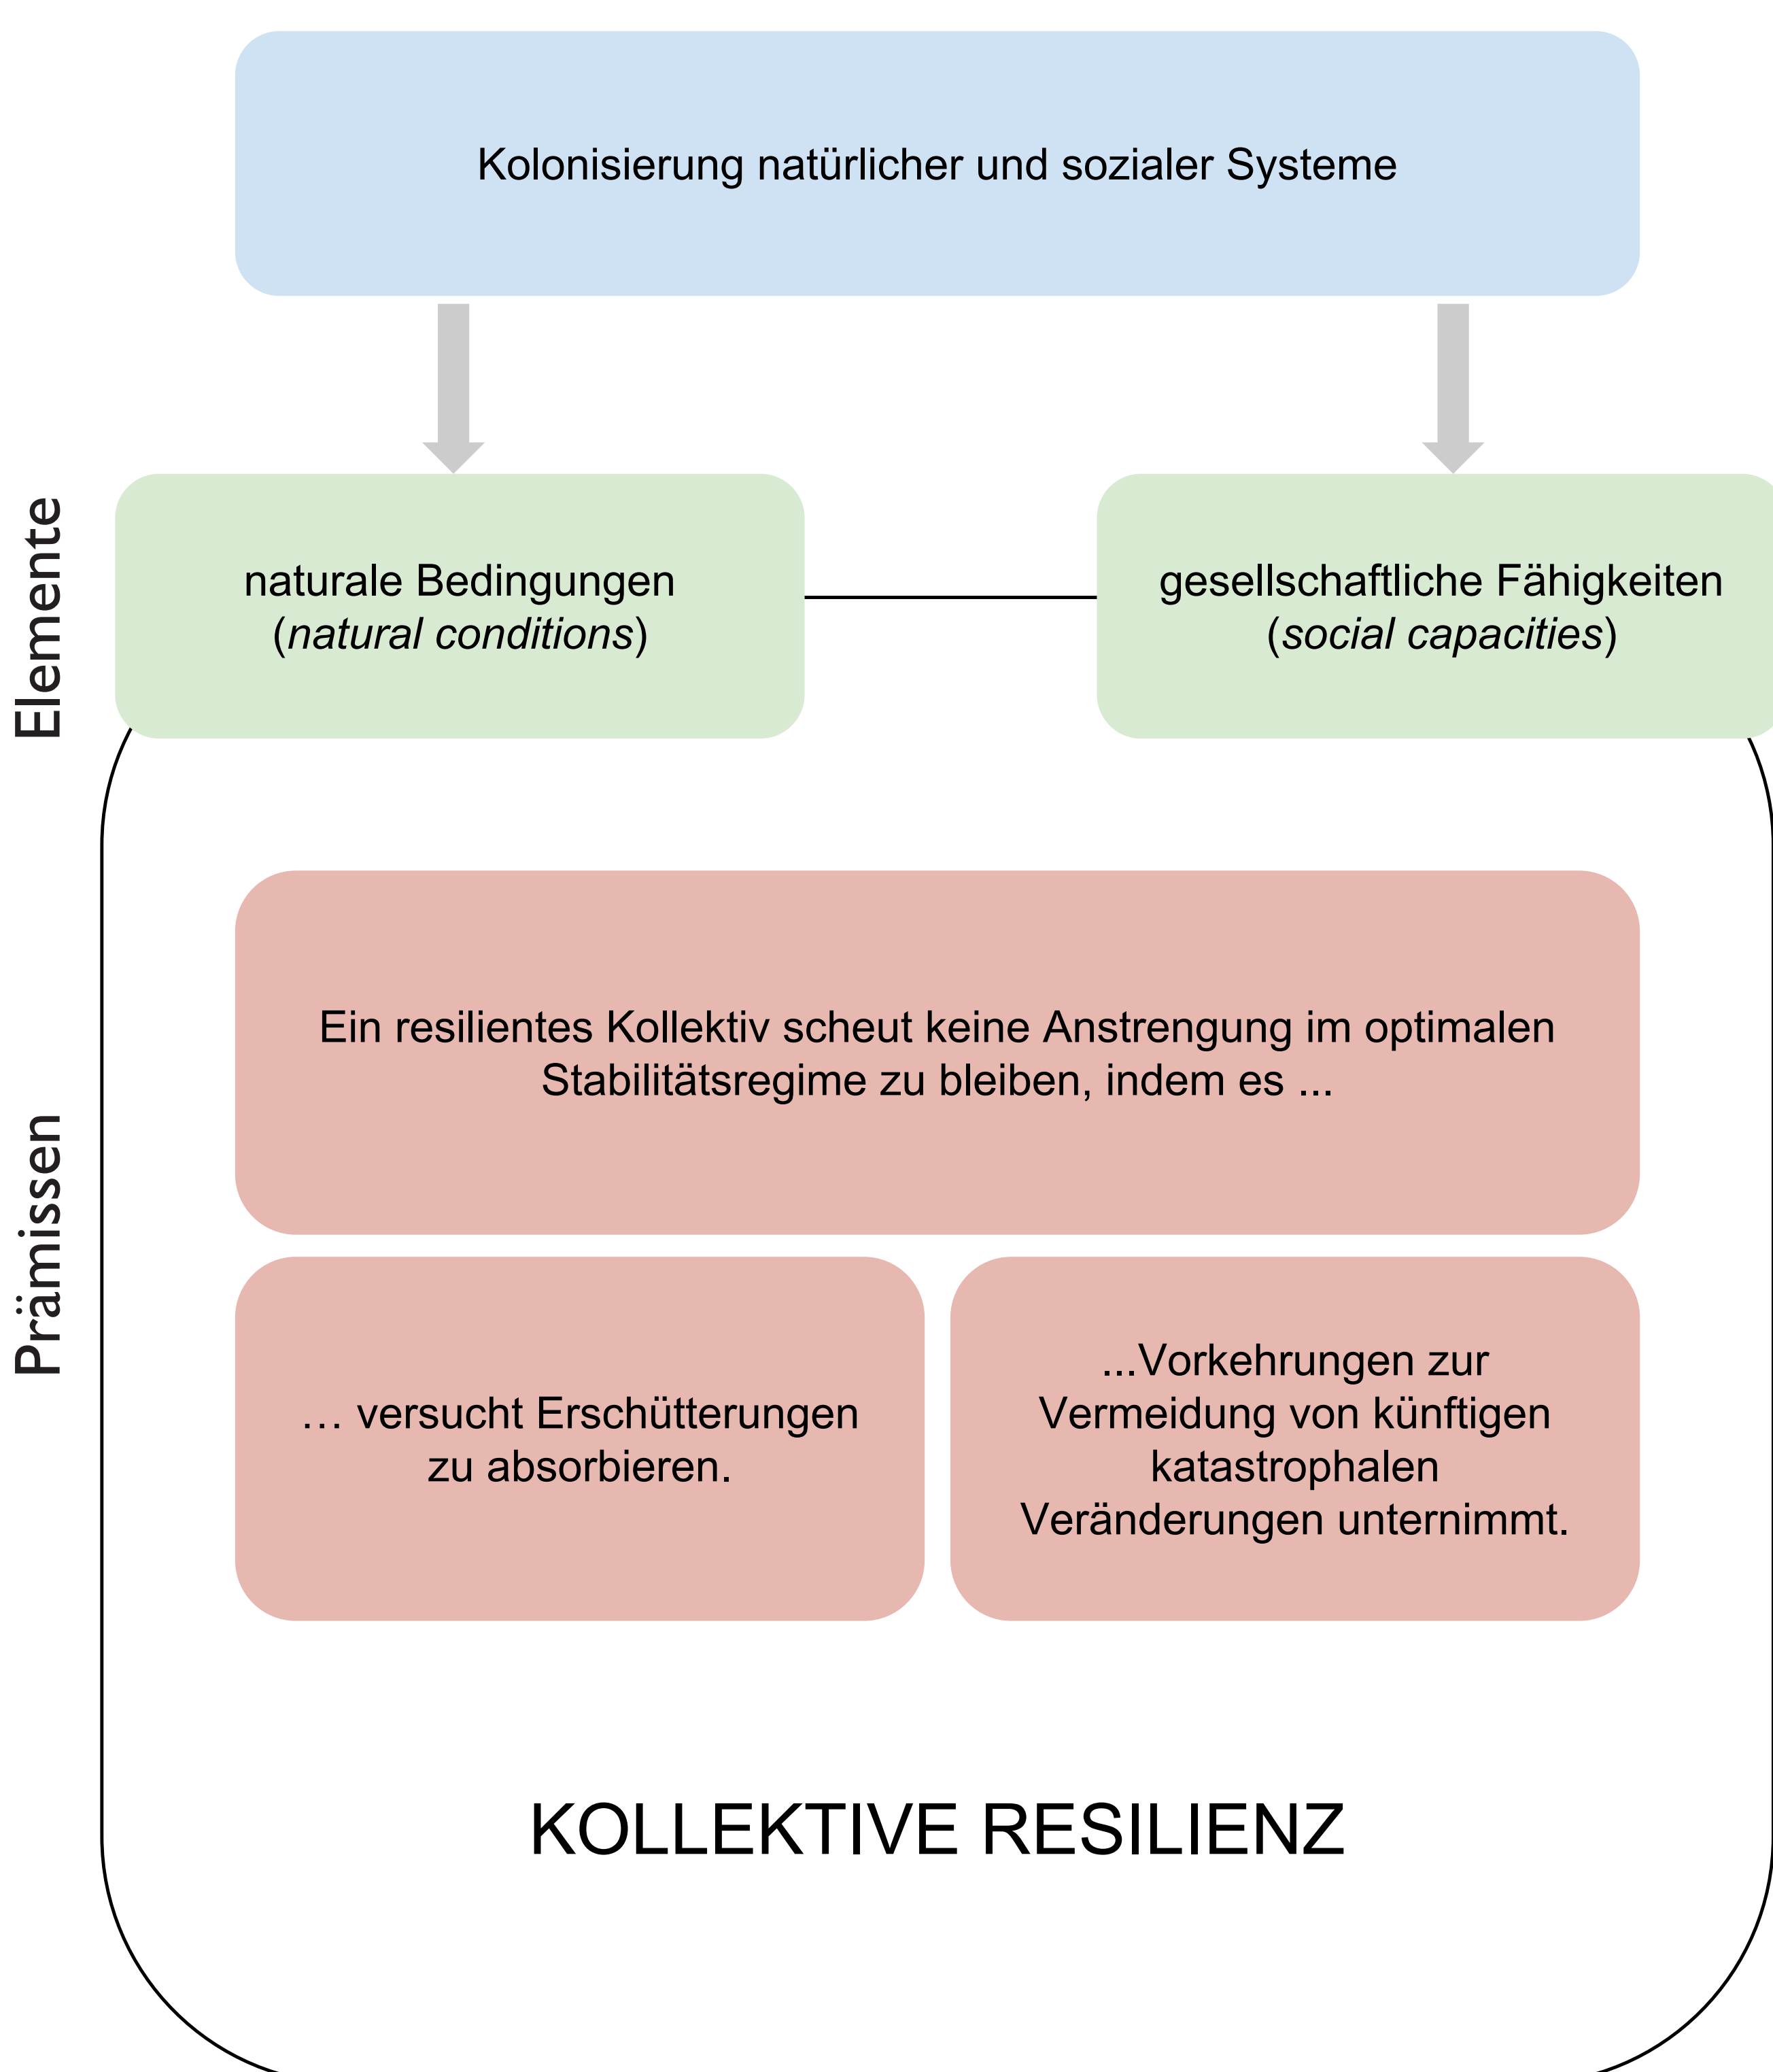 Kolonisierung natürlicher und sozialer Systeme
Elemente
naturale Bedingungen
(natural conditions)
gesellschaftliche Fähigkeiten
(social capacities)
Prämissen
Ein resilientes Kollektiv scheut keine Anstrengung im optimalen
Stabilitätsregime zu bleiben, indem es ...
… versucht Erschütterungen
zu absorbieren.
...Vorkehrungen zur
Vermeidung von künftigen
katastrophalen
Veränderungen unternimmt.
KOLLEKTIVE RESILIENZ